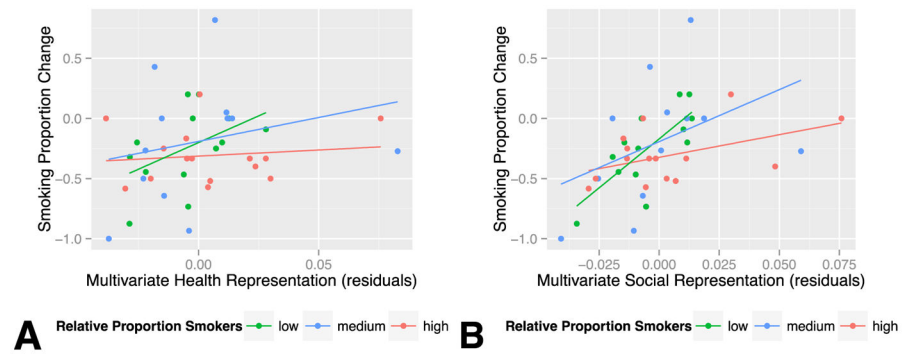 Smoking Proportion Change
0.5
0.0
−0.5
−1.0
0.00 0.05
Multivariate Health Representation (residuals)
A
Relative Proportion Smokers low medium high
Smoking Proportion Change
0.5
0.0
−0.5
−1.0
−0.025 0.000 0.025 0.050 0.075
Multivariate Social Representation (residuals)
B
Relative Proportion Smokers low medium high